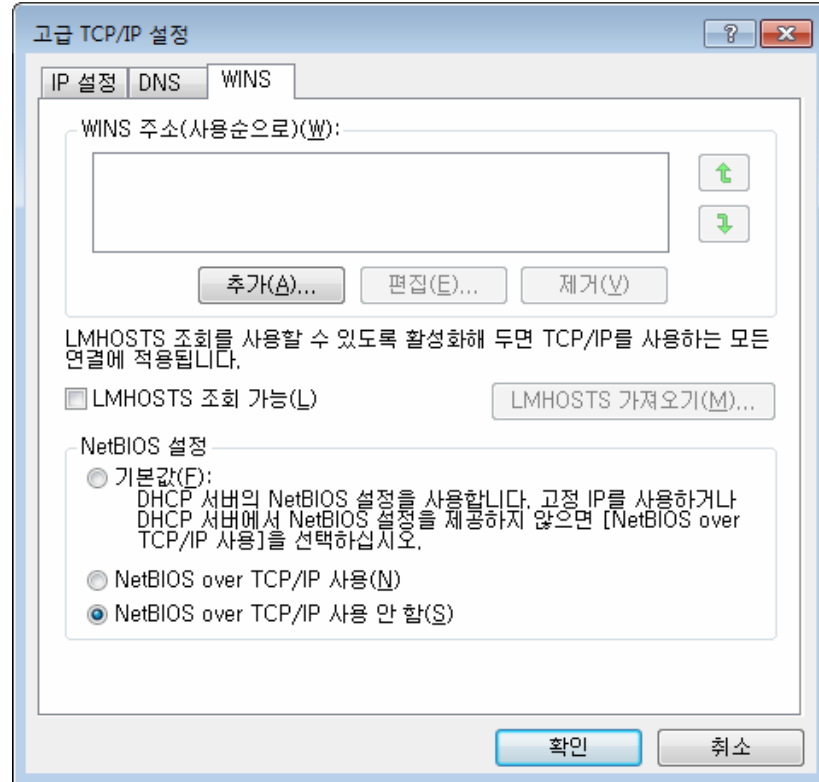 고급 TCP/IP 설정
IP 설정 DNS WINS
WINS 주소(사용순으로)(W):
추가(A)... 편집(E)... 제거(V)
LMHOSTS 조회를 사용할 수 있도록 활성화해 두면 TCP/IP를 사용하는 모든
연결에 적용됩니다.
LMHOSTS 조회 가능(L) LMHOSTS 가져오기(M)...
NetBIOS 설정
기본값(F):
DHCP 서버의 NetBIOS 설정을 사용합니다. 고정 IP를 사용하거나
DHCP 서버에서 NetBIOS 설정을 제공하지 않으면 [NetBIOS over
TCP/IP 사용]을 선택하십시오.
NetBIOS over TCP/IP 사용(N)
NetBIOS over TCP/IP 사용 안 함(S)
확인 취소